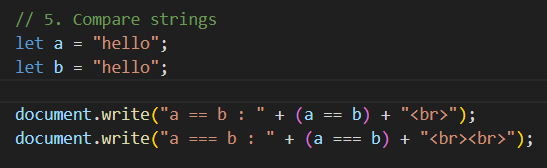 // 5. Compare strings
let a = "hello";
let b = "hello";
document.write("a == b : " + (a == b) + "<br>");
document.write("a === b : " + (a === b) + "<br><br>");